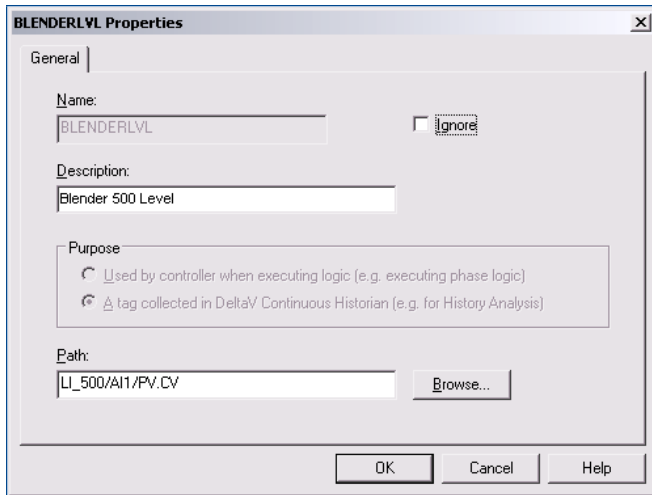 BLENDERLVL Properties
General
Name:
BLENDERLVL
Ignore
Description:
Blender 500 Level
Purpose
Used by controller when executing logic (e.g. executing phase logic)
A tag collected in DeltaV Continuous Historian (e.g. for History Analysis)
Path:
LI_500/AI1/PV.CV
Browse...
OK Cancel Help